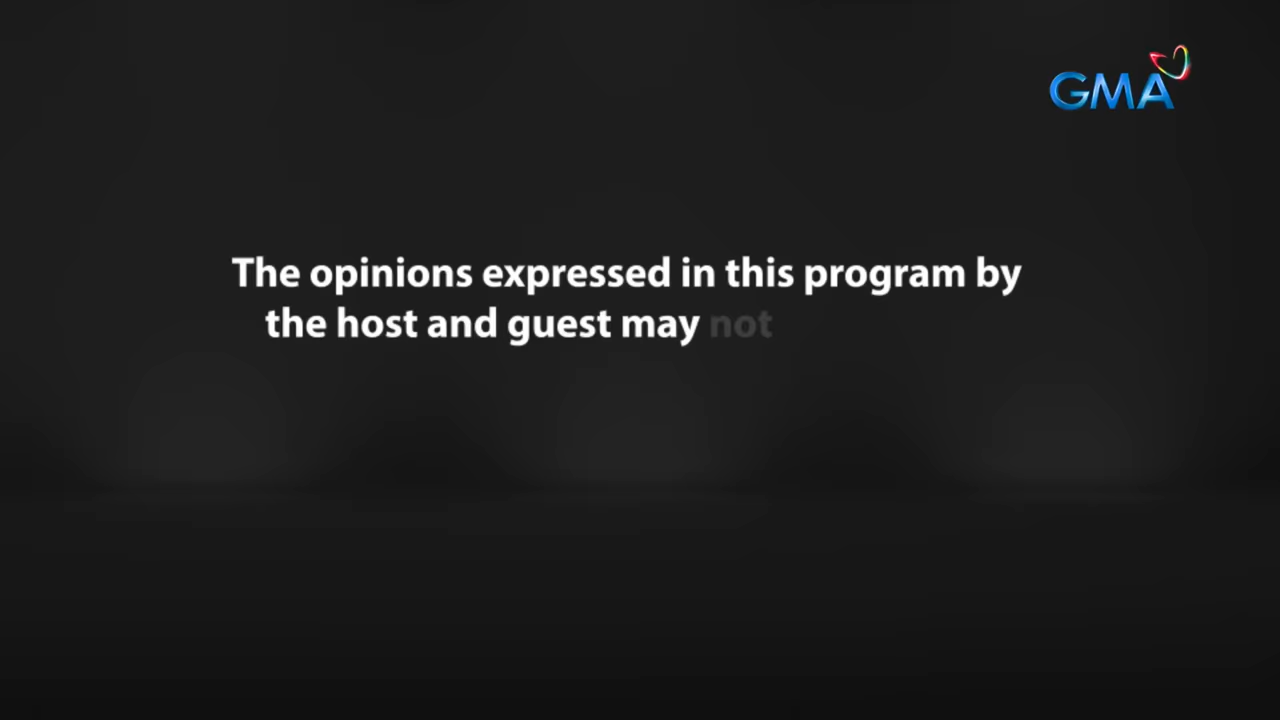 GMA
The opinions expressed in this program by
the host and guest may not